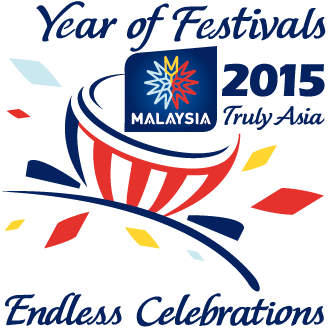 Year of Festivals
MALAYSIA
2015
Truly Asia
Endless Celebrations